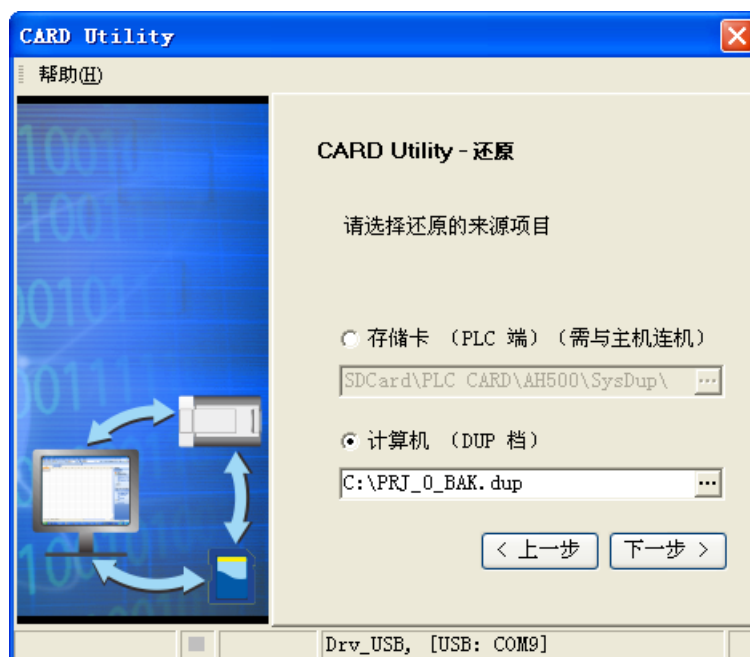 CARD Utility
帮助(H)
CARD Utility - 还原
请选择还原的来源项目
存储卡 （PLC 端）（需与主机连机）
SDCard\PLC CARD\AH500\SysDup\ ...
计算机 （DUP 档）
C:\PRJ_0_BAK.dup ...
< 上一步 下一步 >
Drv_USB, [USB: COM9]